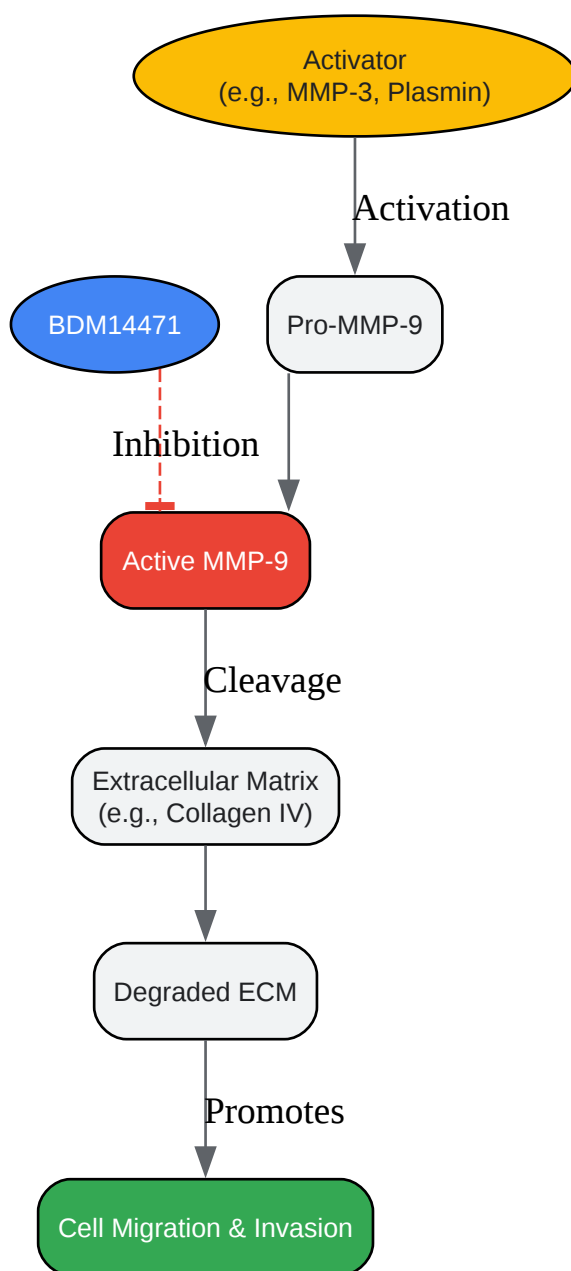 Activator
(e.g., MMP-3, Plasmin)
Activation
BDM14471
Pro-MMP-9
Inhibition
Active MMP-9
Cleavage
Extracellular Matrix
(e.g., Collagen IV)
Degraded ECM
Promotes
Cell Migration & Invasion